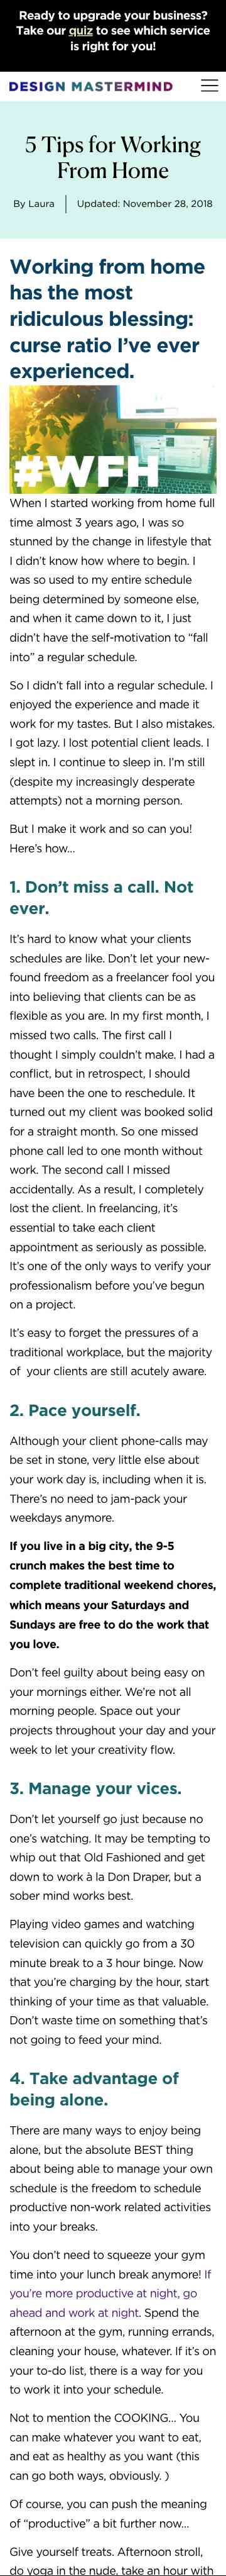 Ready to upgrade your business?
Take our quiz to see which service
is right for you!
DESIGN MASTERMIND
5 Tips for Working
From Home
By Laura
Updated: November 28, 2018
Working from home
has the most
ridiculous blessing:
curse ratio I’ve ever
experienced.
#WFH
When I started working from home full
time almost 3 years ago, I was so
stunned by the change in lifestyle that
I didn’t know how where to begin. I
was so used to my entire schedule
being determined by someone else,
and when it came down to it, I just
didn’t have the self-motivation to “fall
into” a regular schedule.
So I didn’t fall into a regular schedule. I
enjoyed the experience and made it
work for my tastes. But I also mistakes.
I got lazy. I lost potential client leads. I
slept in. I continue to sleep in. I’m still
(despite my increasingly desperate
attempts) not a morning person.
But I make it work and so can you!
Here’s how…
1. Don’t miss a call. Not
ever.
It’s hard to know what your clients
schedules are like. Don’t let your new-
found freedom as a freelancer fool you
into believing that clients can be as
flexible as you are. In my first month, I
missed two calls. The first call I
thought I simply couldn’t make. I had a
conflict, but in retrospect, I should
have been the one to reschedule. It
turned out my client was booked solid
for a straight month. So one missed
phone call led to one month without
work. The second call I missed
accidentally. As a result, I completely
lost the client. In freelancing, it’s
essential to take each client
appointment as seriously as possible.
It’s one of the only ways to verify your
professionalism before you’ve begun
on a project.
It’s easy to forget the pressures of a
traditional workplace, but the majority
of  your clients are still acutely aware.
2. Pace yourself.
Although your client phone-calls may
be set in stone, very little else about
your work day is, including when it is.
There’s no need to jam-pack your
weekdays anymore.
If you live in a big city, the 9-5
crunch makes the best time to
complete traditional weekend chores,
which means your Saturdays and
Sundays are free to do the work that
you love.
Don’t feel guilty about being easy on
your mornings either. We’re not all
morning people. Space out your
projects throughout your day and your
week to let your creativity flow.
3. Manage your vices.
Don’t let yourself go just because no
one’s watching. It may be tempting to
whip out that Old Fashioned and get
down to work à la Don Draper, but a
sober mind works best.
Playing video games and watching
television can quickly go from a 30
minute break to a 3 hour binge. Now
that you’re charging by the hour, start
thinking of your time as that valuable.
Don’t waste time on something that’s
not going to feed your mind.
4. Take advantage of
being alone.
There are many ways to enjoy being
alone, but the absolute BEST thing
about being able to manage your own
schedule is the freedom to schedule
productive non-work related activities
into your breaks.
You don’t need to squeeze your gym
time into your lunch break anymore! If
you’re more productive at night, go
ahead and work at night. Spend the
afternoon at the gym, running errands,
cleaning your house, whatever. If it’s on
your to-do list, there is a way for you
to work it into your schedule.
Not to mention the COOKING… You
can make whatever you want to eat,
and eat as healthy as you want (this
can go both ways, obviously. )
Of course, you can push the meaning
of “productive” a bit further now…
Give yourself treats. Afternoon stroll,
do yoga in the nude, take an hour with